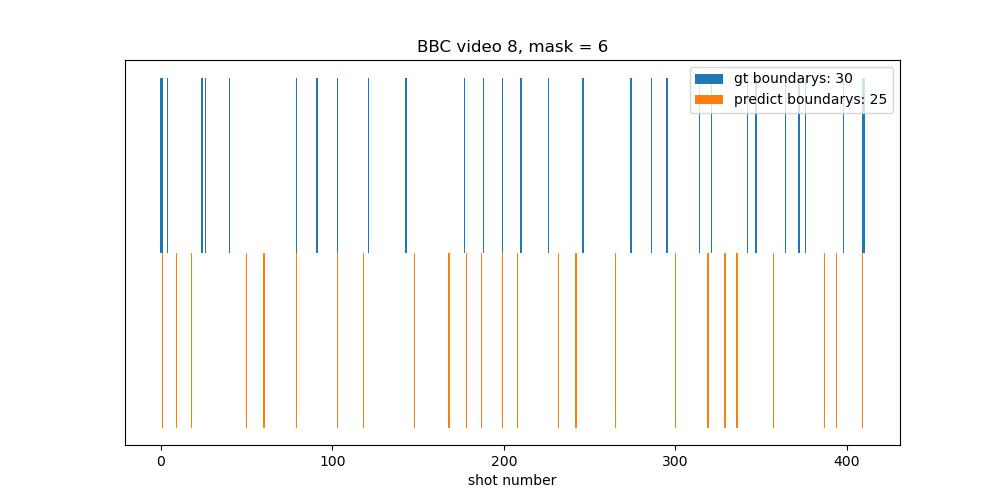 BBC video 8, mask = 6
gt boundarys: 30
predict boundarys: 25
0 100 200 300 400
shot number